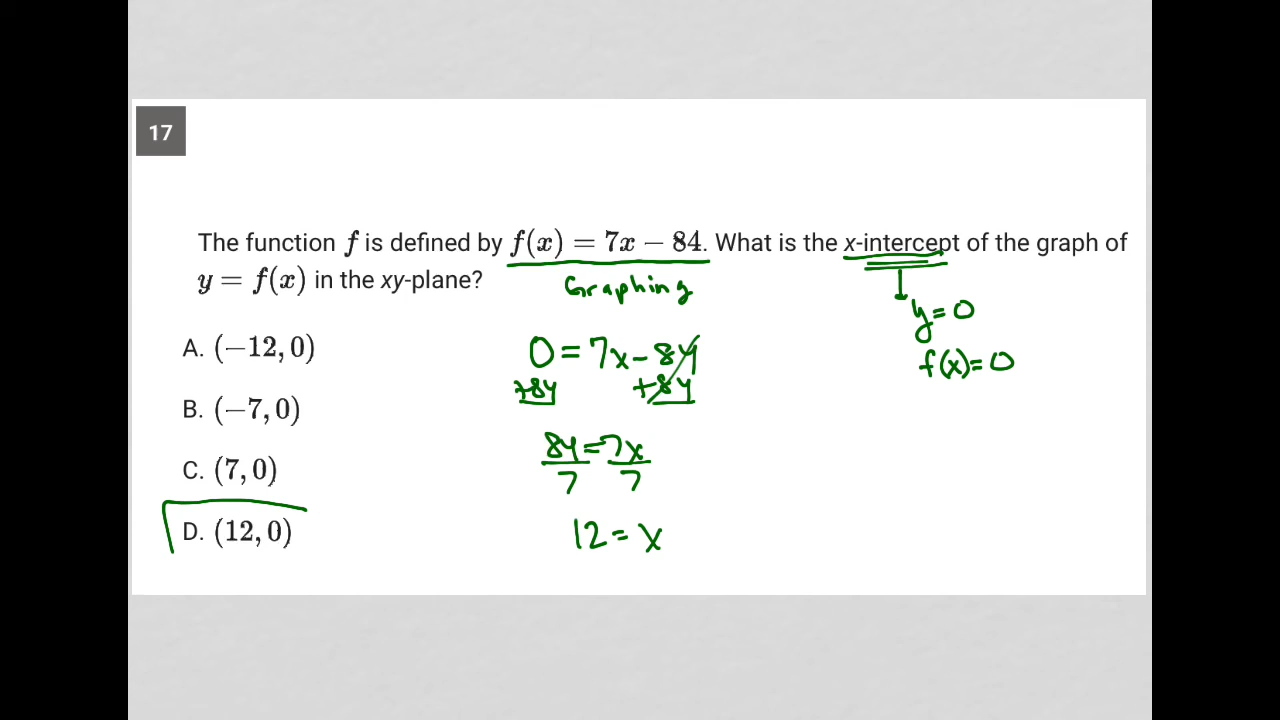 17
The function f is defined by f(x) = 7x − 84. What is the x-intercept of the graph of
y = f(x) in the xy-plane?
Graphing
y=0
f(x)=0
A. (−12, 0)
B. (−7, 0)
C. (7, 0)
D. (12, 0)
0=7x-84
+84 +84
84=7x
7 7
12=x